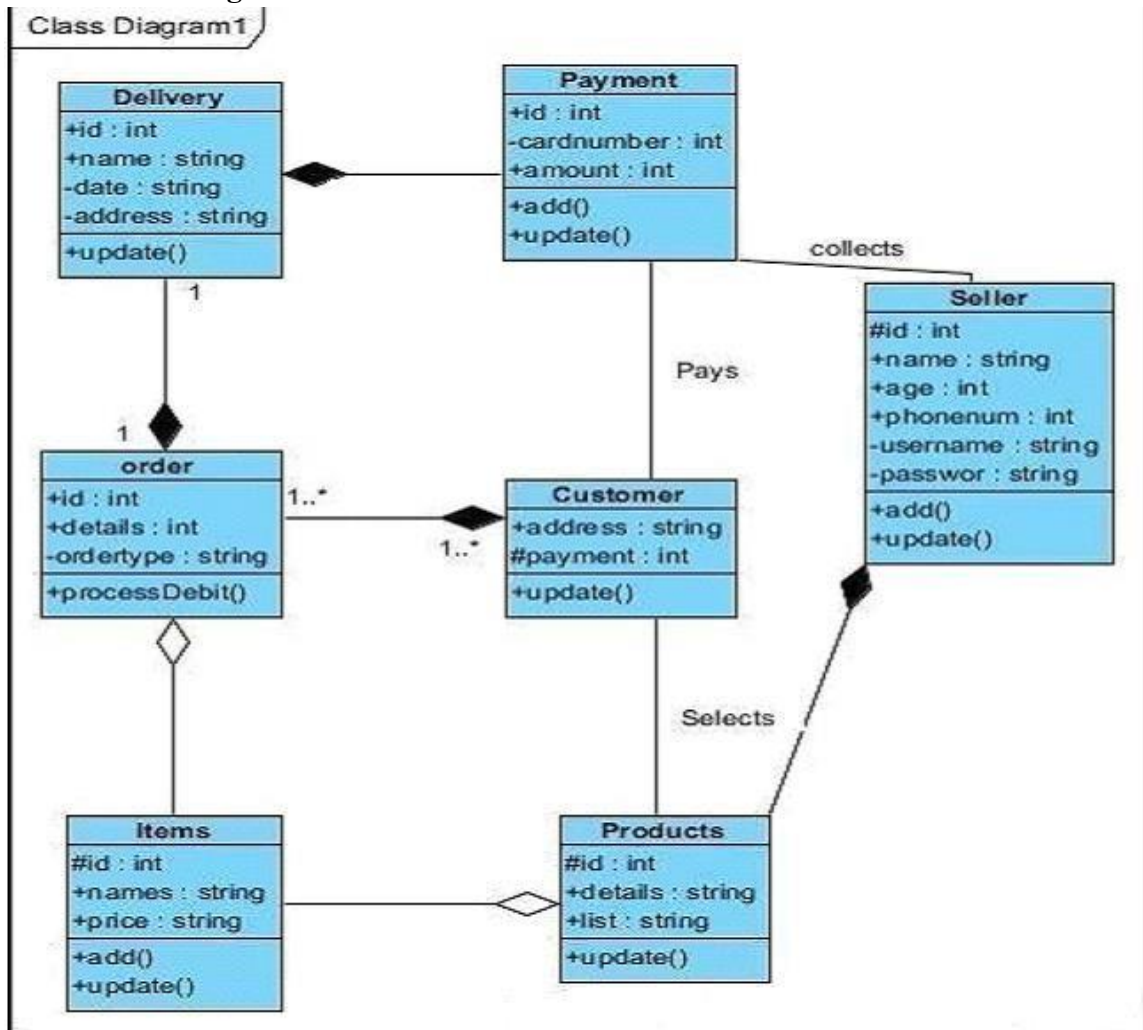 Class Diagram1
Delivery
+id : int
+name : string
-date : string
-address : string
+update()
Payment
+id : int
-cardnumber : int
+amount : int
+add()
+update()
collects
Seller
#id : int
+name : string
+age : int
+phonenum : int
-username : string
-passwor : string
+add()
+update()
1
Pays
1
order
+id : int
+details : int
-ordertype : string
+processDebit()
1..*
1..*
Customer
+address : string
#payment : int
+update()
Selects
Items
#id : int
+names : string
+price : string
+add()
+update()
Products
#id : int
+details : string
+list : string
+update()